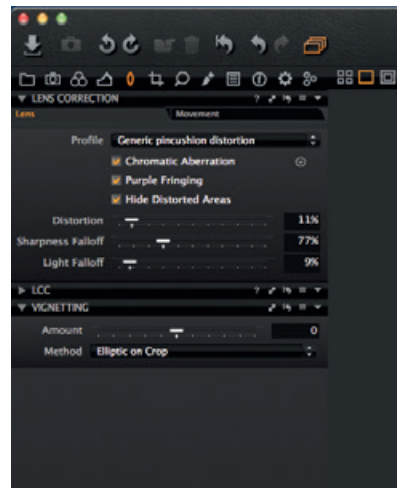 LENS CORRECTION ?
Lens Movement
Profile Generic pincushion distortion
Chromatic Aberration
Purple Fringing
Hide Distorted Areas
Distortion 11%
Sharpness Falloff 77%
Light Falloff 9%
LCC ?
VIGNETTING ?
Amount 0
Method Elliptic on Crop